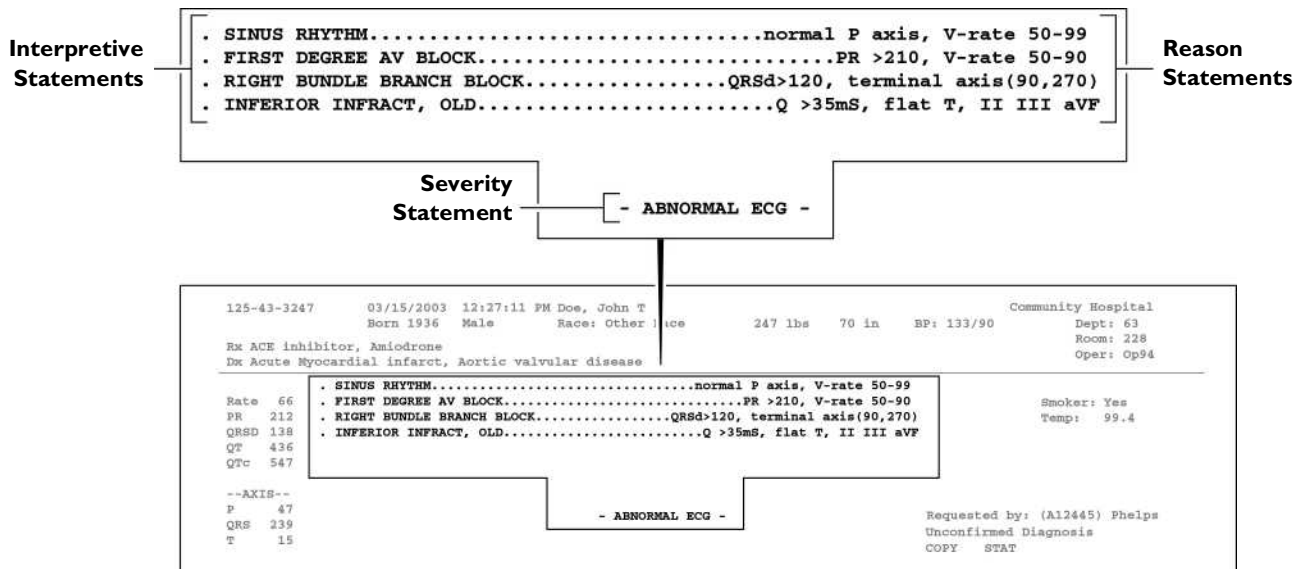 . SINUS RHYTHM..................................normal P axis, V-rate 50-99
Interpretive Statements
. FIRST DEGREE AV BLOCK...............................PR >210, V-rate 50-90
Reason Statements
. RIGHT BUNDLE BRANCH BLOCK.................QRSd>120, terminal axis(90,270)
. INFERIOR INFRACT, OLD..........................Q >35mS, flat T, II III aVF
Severity Statement
- ABNORMAL ECG -
125-43-3247 03/15/2003 12:27:11 PM Doe, John T Community Hospital
Born 1936 Male Race: Other 247 lbs 70 in BP: 133/90 Dept: 63
Room: 228
Rx ACE inhibitor, Amiodrone
Oper: Op94
Dx Acute Myocardial infarct, Aortic valvular disease
. SINUS RHYTHM..................................normal P axis, V-rate 50-99
Rate 66 . FIRST DEGREE AV BLOCK...............................PR >210, V-rate 50-90 Smoker: Yes
PR 212 . RIGHT BUNDLE BRANCH BLOCK.................QRSd>120, terminal axis(90,270) Temp: 99.4
QRSD 138 . INFERIOR INFRACT, OLD..........................Q >35mS, flat T, II III aVF
QT 436
QTc 547
--AXIS--
P 47
- ABNORMAL ECG -
Requested by: (A12445) Phelps
QRS 239
Unconfirmed Diagnosis
T 15
COPY STAT